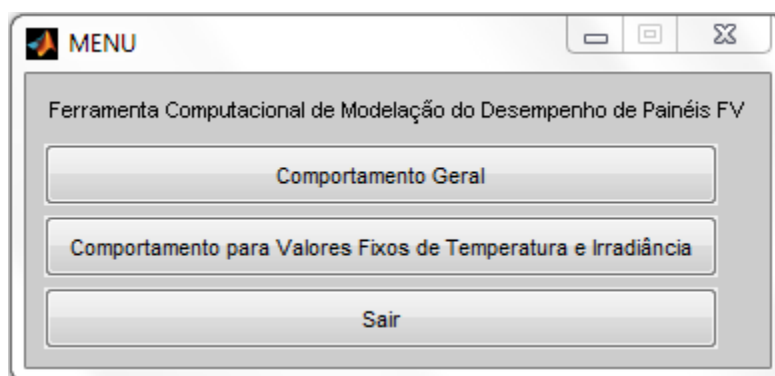 MENU
Ferramenta Computacional de Modelação do Desempenho de Painéis FV
Comportamento Geral
Comportamento para Valores Fixos de Temperatura e Irradiância
Sair